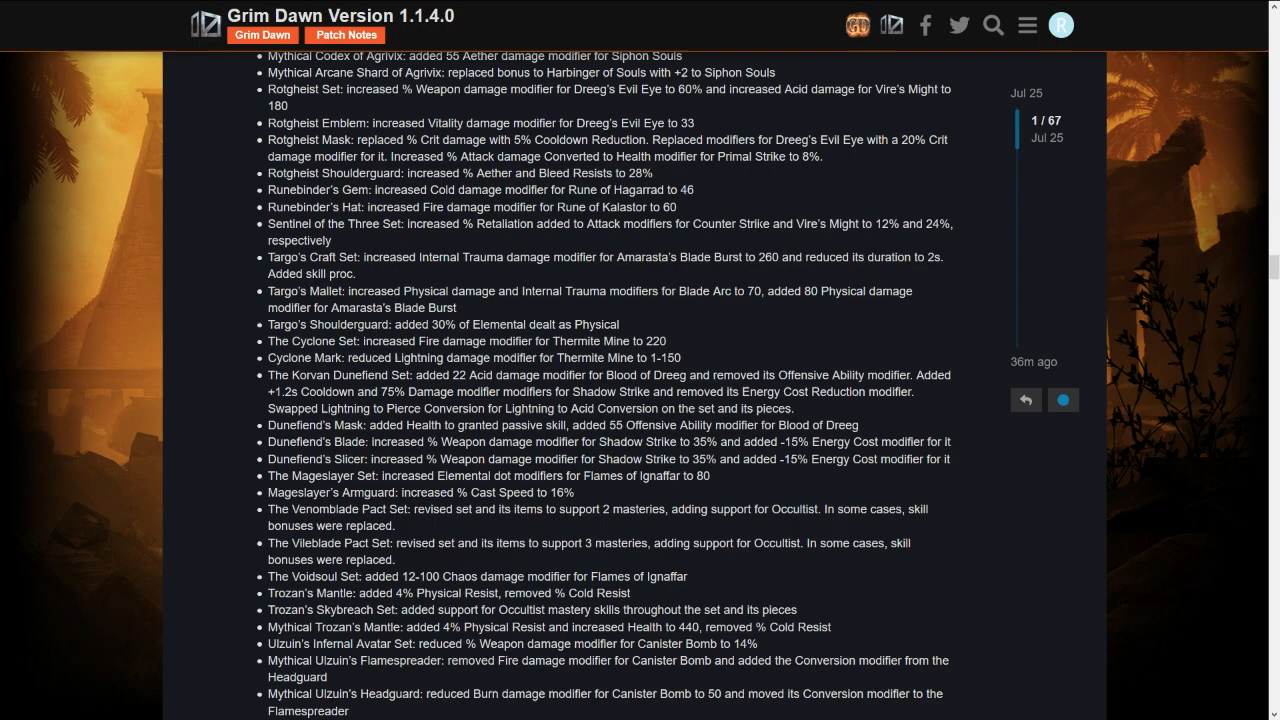 Grim Dawn Version 1.1.4.0
Grim Dawn
Patch Notes
GD
R
Mythical Codex of Agrivix: added 55 Aether damage modifier for Siphon Souls
Mythical Arcane Shard of Agrivix: replaced bonus to Harbinger of Souls with +2 to Siphon Souls
Rotgheist Set: increased % Weapon damage modifier for Dreeg's Evil Eye to 60% and increased Acid damage for Vire's Might to
180
Rotgheist Emblem: increased Vitality damage modifier for Dreeg's Evil Eye to 33
Rotgheist Mask: replaced % Crit damage with 5% Cooldown Reduction. Replaced modifiers for Dreeg's Evil Eye with a 20% Crit
damage modifier for it. Increased % Attack damage Converted to Health modifier for Primal Strike to 8%.
Rotgheist Shoulderguard: increased % Aether and Bleed Resists to 28%
Runebinder's Gem: increased Cold damage modifier for Rune of Hagarrad to 46
Runebinder's Hat: increased Fire damage modifier for Rune of Kalastor to 60
Sentinel of the Three Set: increased % Retaliation added to Attack modifiers for Counter Strike and Vire's Might to 12% and 24%,
respectively
Targo's Craft Set: increased Internal Trauma damage modifier for Amarasta's Blade Burst to 260 and reduced its duration to 2s.
Added skill proc.
Targo's Mallet: increased Physical damage and Internal Trauma modifiers for Blade Arc to 70, added 80 Physical damage
modifier for Amarasta's Blade Burst
Targo's Shoulderguard: added 30% of Elemental dealt as Physical
The Cyclone Set: increased Fire damage modifier for Thermite Mine to 220
Cyclone Mark: reduced Lightning damage modifier for Thermite Mine to 1-150
The Korvan Dunefiend Set: added 22 Acid damage modifier for Blood of Dreeg and removed its Offensive Ability modifier. Added
+1.2s Cooldown and 75% Damage modifier modifiers for Shadow Strike and removed its Energy Cost Reduction modifier.
Swapped Lightning to Pierce Conversion for Lightning to Acid Conversion on the set and its pieces.
Dunefiend's Mask: added Health to granted passive skill, added 55 Offensive Ability modifier for Blood of Dreeg
Dunefiend's Blade: increased % Weapon damage modifier for Shadow Strike to 35% and added -15% Energy Cost modifier for it
Dunefiend's Slicer: increased % Weapon damage modifier for Shadow Strike to 35% and added -15% Energy Cost modifier for it
The Mageslayer Set: increased Elemental dot modifiers for Flames of Ignaffar to 80
Mageslayer's Armguard: increased % Cast Speed to 16%
The Venomblade Pact Set: revised set and its items to support 2 masteries, adding support for Occultist. In some cases, skill
bonuses were replaced.
The Vileblade Pact Set: revised set and its items to support 3 masteries, adding support for Occultist. In some cases, skill
bonuses were replaced.
The Voidsoul Set: added 12-100 Chaos damage modifier for Flames of Ignaffar
Trozan's Mantle: added 4% Physical Resist, removed % Cold Resist
Trozan's Skybreach Set: added support for Occultist mastery skills throughout the set and its pieces
Mythical Trozan's Mantle: added 4% Physical Resist and increased Health to 440, removed % Cold Resist
Ulzuin's Infernal Avatar Set: reduced % Weapon damage modifier for Canister Bomb to 14%
Mythical Ulzuin's Flamespreader: removed Fire damage modifier for Canister Bomb and added the Conversion modifier from the
Headguard
Mythical Ulzuin's Headguard: reduced Burn damage modifier for Canister Bomb to 50 and moved its Conversion modifier to the
Flamespreader
Jul 25
1 / 67
Jul 25
36m ago